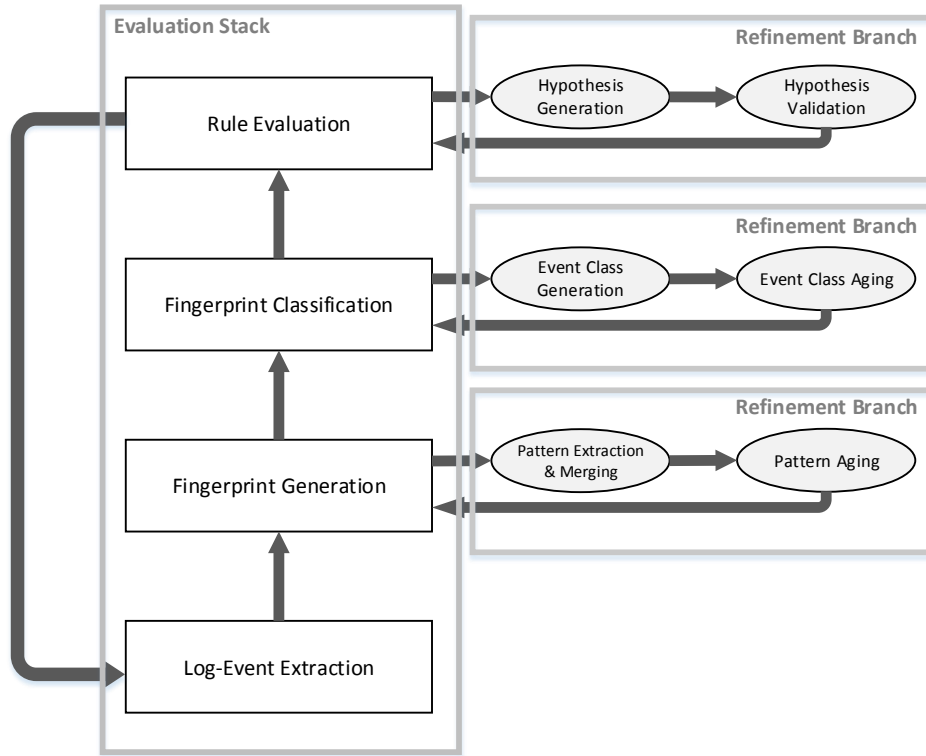 Evaluation Stack
Refinement Branch
Rule Evaluation
Hypothesis
Generation
Hypothesis
Validation
Refinement Branch
Fingerprint Classification
Event Class
Generation
Event Class Aging
Refinement Branch
Fingerprint Generation
Pattern Extraction
& Merging
Pattern Aging
Log-Event Extraction